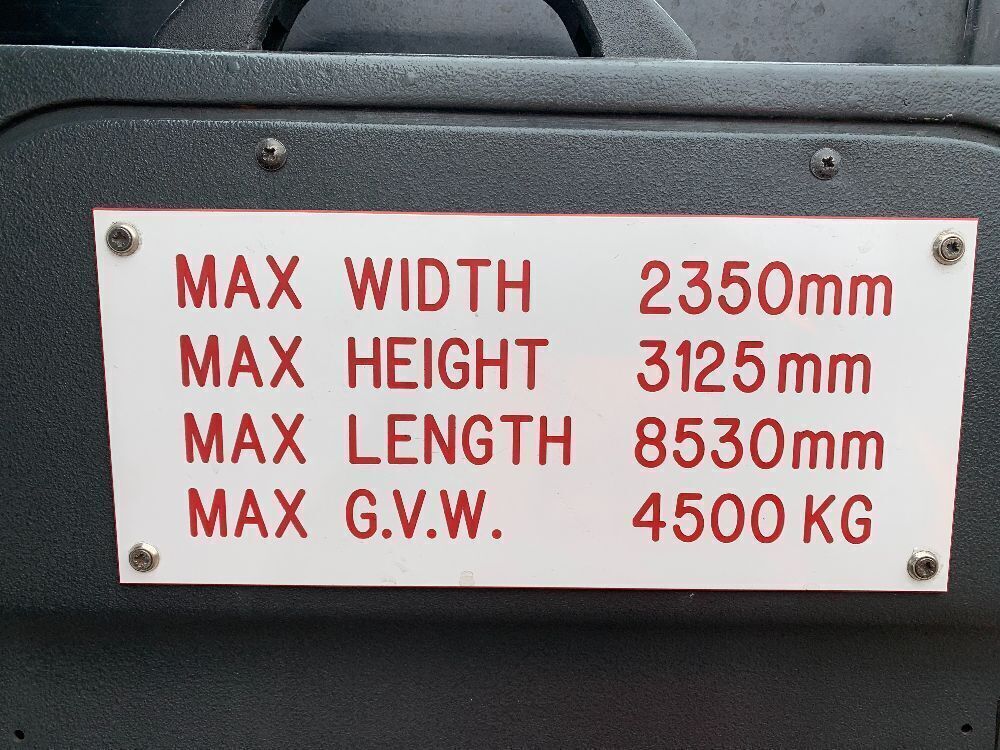 MAX WIDTH 2350mm
MAX HEIGHT 3125mm
MAX LENGTH 8530mm
MAX G.V.W. 4500 KG